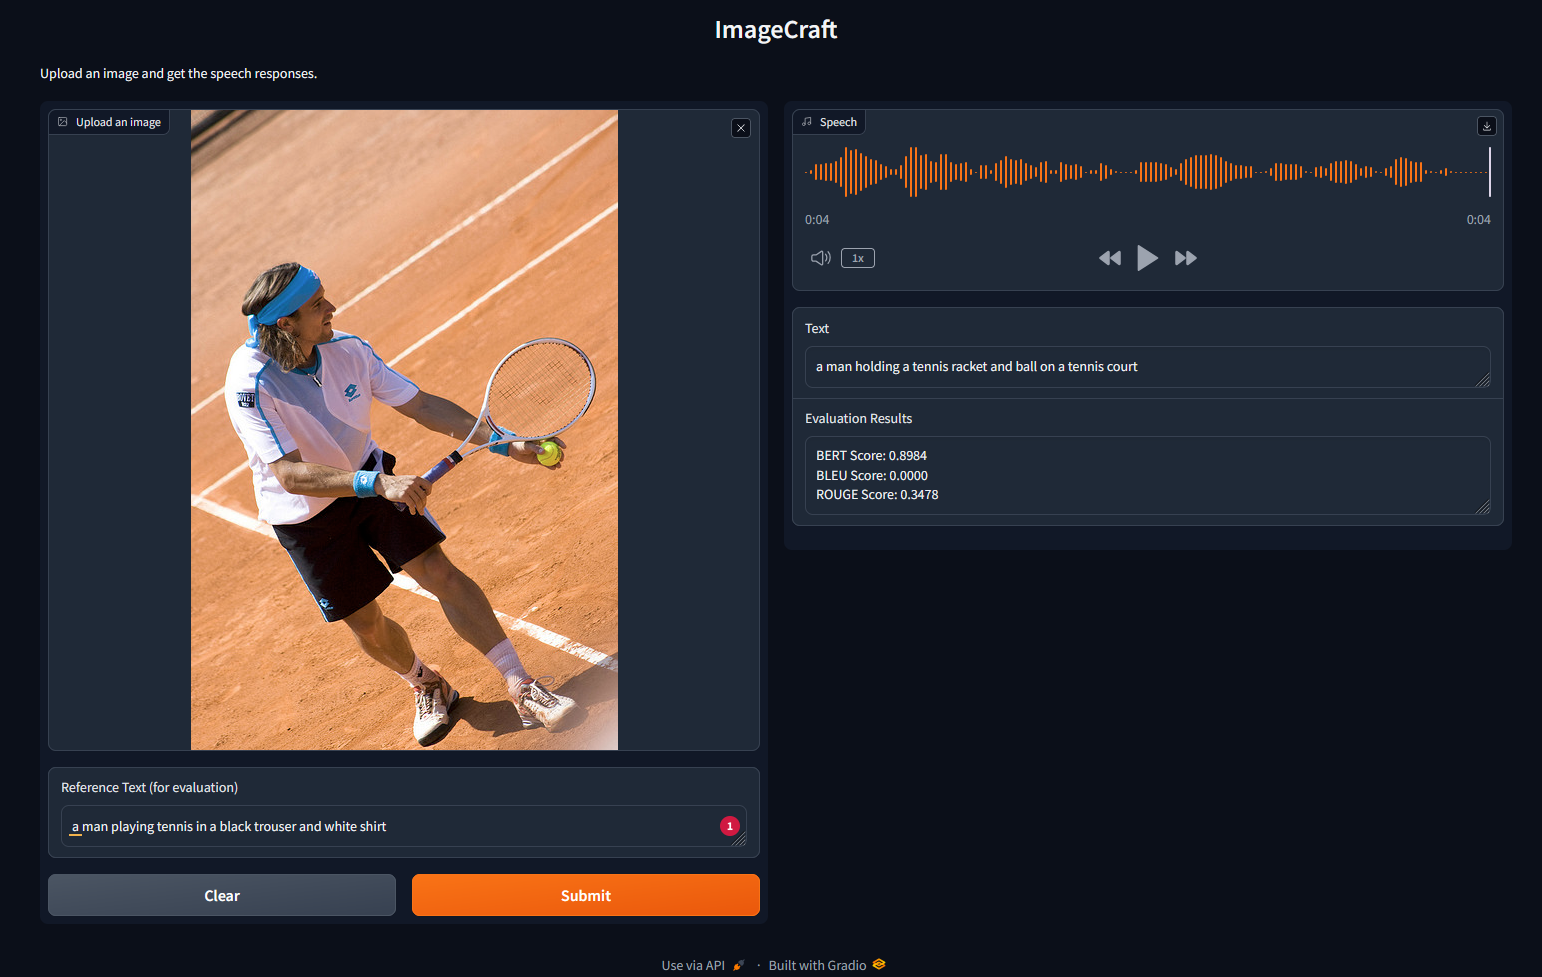 ImageCraft
Upload an image and get the speech responses.
Upload an image
Speech
0:04
0:04
1x
Text
a man holding a tennis racket and ball on a tennis court
Evaluation Results
BERT Score: 0.8984
BLEU Score: 0.0000
ROUGE Score: 0.3478
Reference Text (for evaluation)
a man playing tennis in a black trouser and white shirt
1
Clear
Submit
Use via API · Built with Gradio